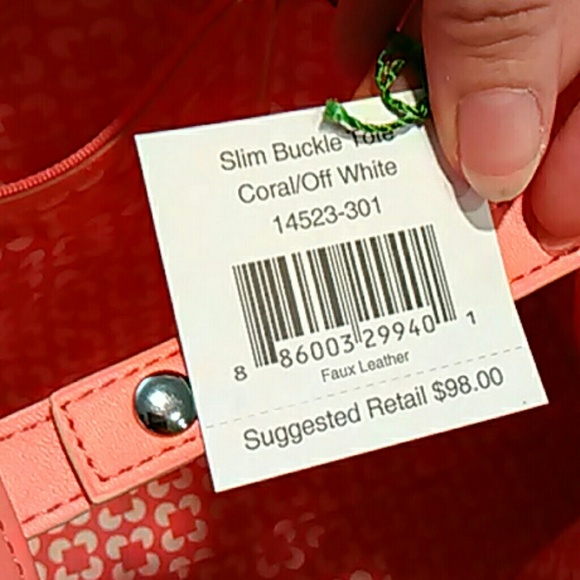 Slim Buckle Tote
Coral/Off White
14523-301
8 86003 29940 1
Faux Leather
Suggested Retail $98.00